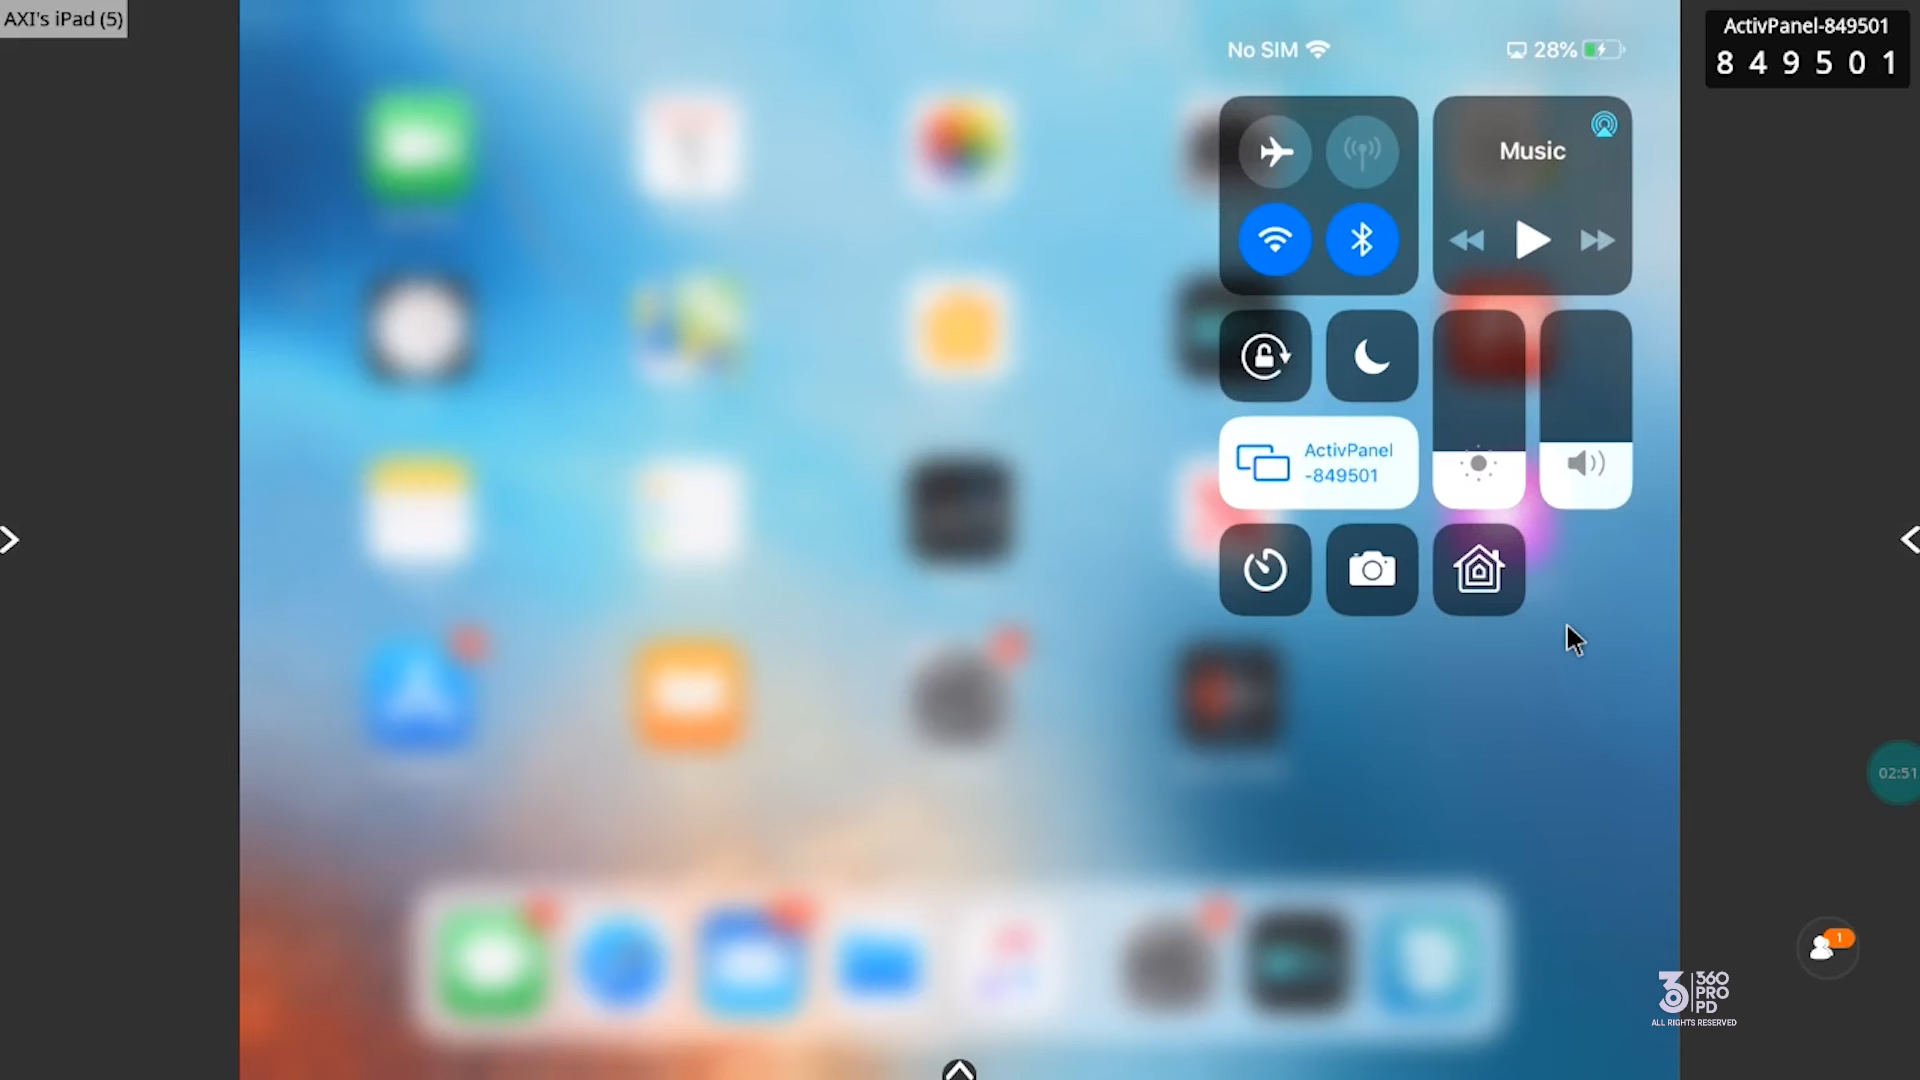 AXI's iPad (5)
No SIM
28%
ActivPanel-849501
8 4 9 5 0 1
Music
ActivPanel
-849501
02:51
1
360
PRO
PD
ALL RIGHTS RESERVED